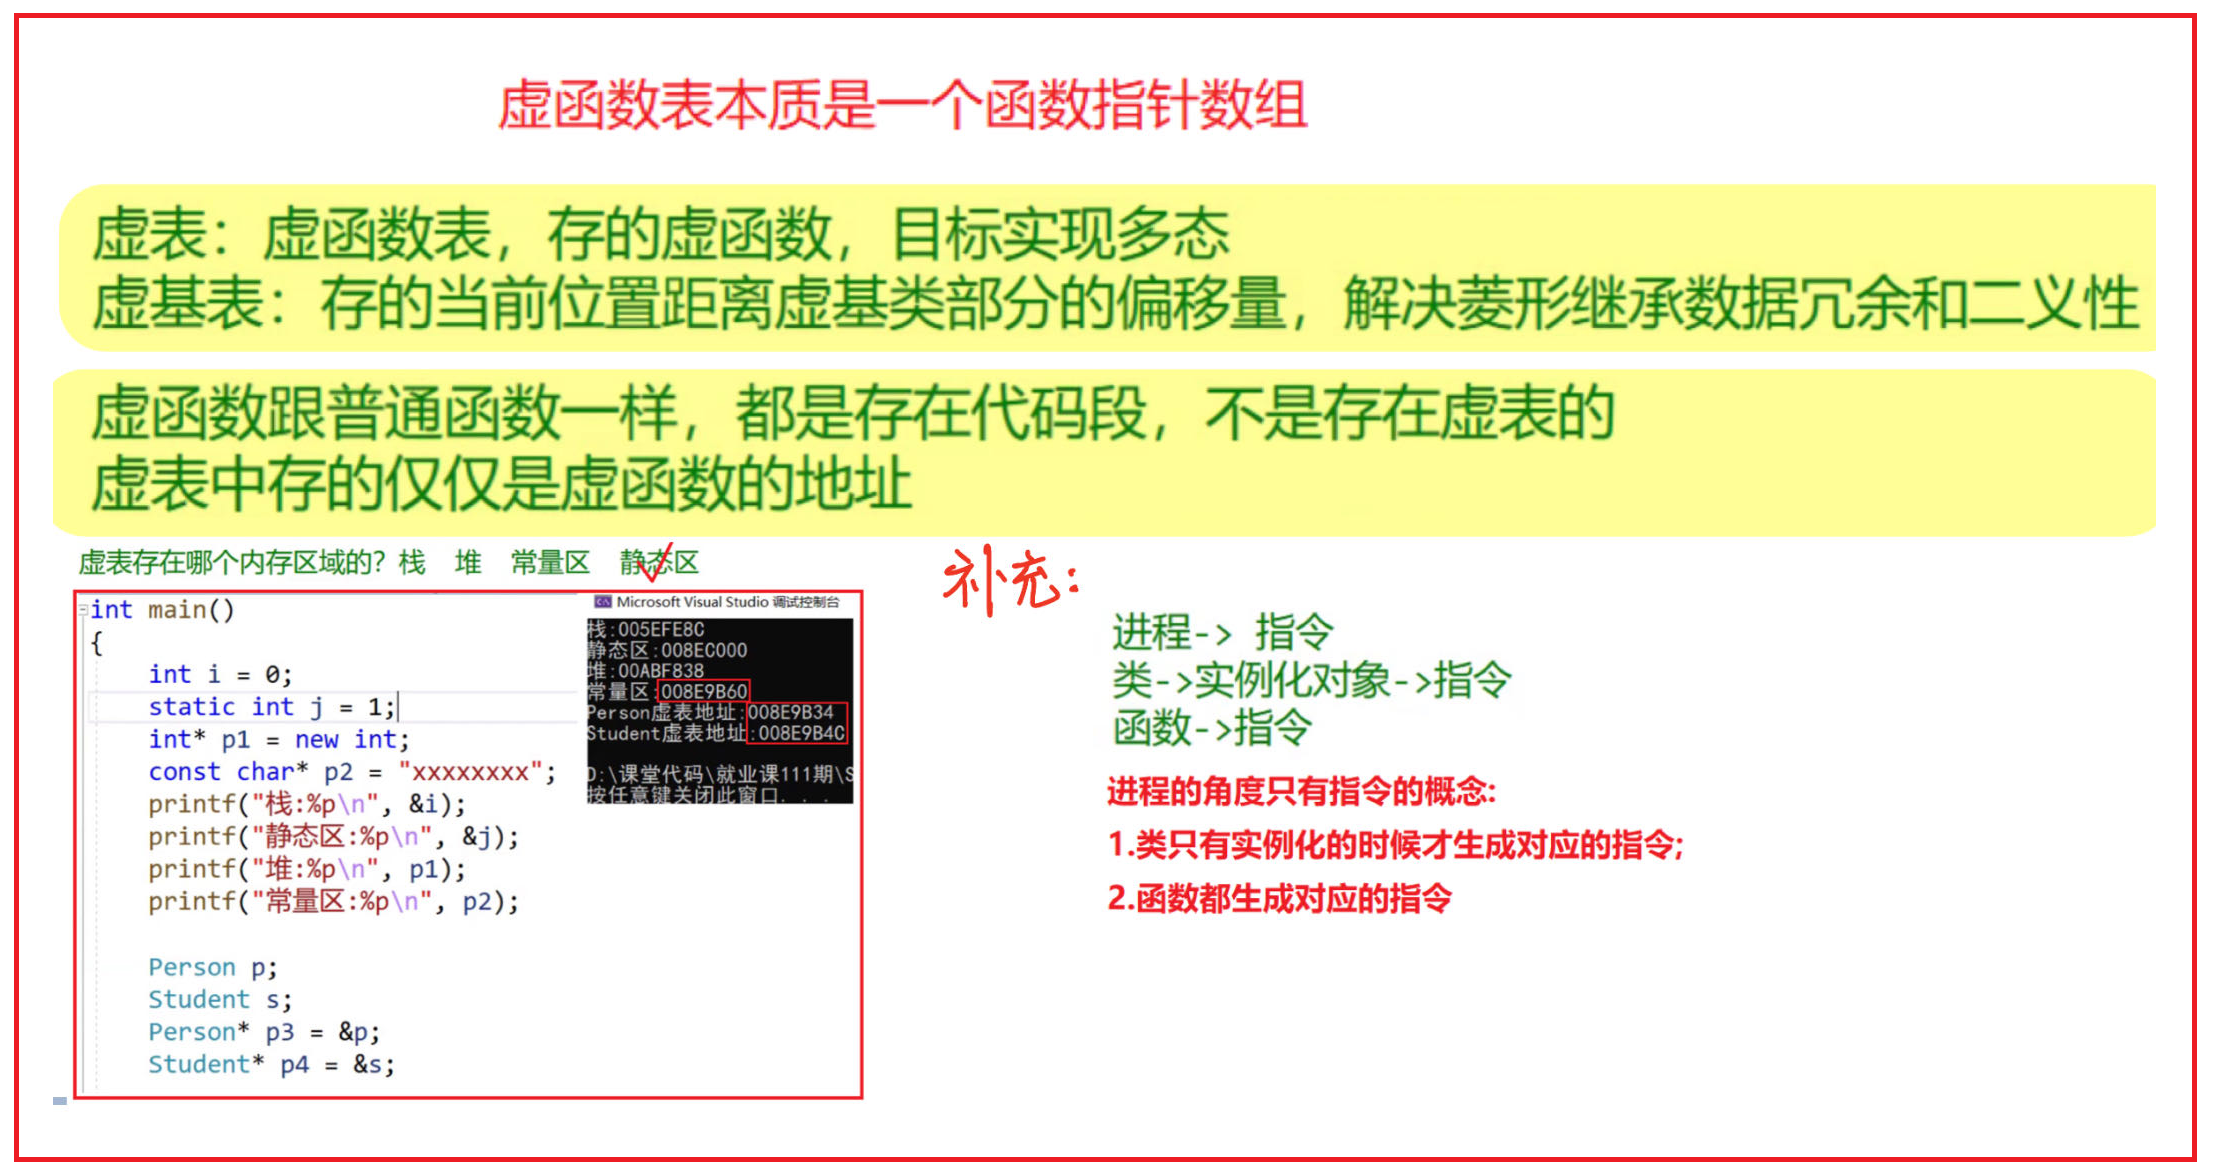 虚函数表本质是一个函数指针数组
虚表：虚函数表，存的虚函数，目标实现多态
虚基表：存的当前位置距离虚基类部分的偏移量，解决菱形继承数据冗余和二义性
虚函数跟普通函数一样，都是存在代码段，不是存在虚表的
虚表中存的仅仅是虚函数的地址
虚表存在哪个内存区域的？栈 堆 常量区 静态区
int main()
{
int i = 0;
static int j = 1;
int* p1 = new int;
const char* p2 = "xxxxxxxx";
printf("栈:%p\n", &i);
printf("静态区:%p\n", &j);
printf("堆:%p\n", p1);
printf("常量区:%p\n", p2);
Person p;
Student s;
Person* p3 = &p;
Student* p4 = &s;
Microsoft Visual Studio 调试控制台
栈:005EFE8C
静态区:008EC000
堆:00ABF838
常量区:008E9B60
Person虚表地址:008E9B34
Student虚表地址:008E9B4C
D:\课堂代码\就业课111期\S
按任意键关闭此窗口. . .
补充：
进程-> 指令
类->实例化对象->指令
函数->指令
进程的角度只有指令的概念:
1.类只有实例化的时候才生成对应的指令;
2.函数都生成对应的指令